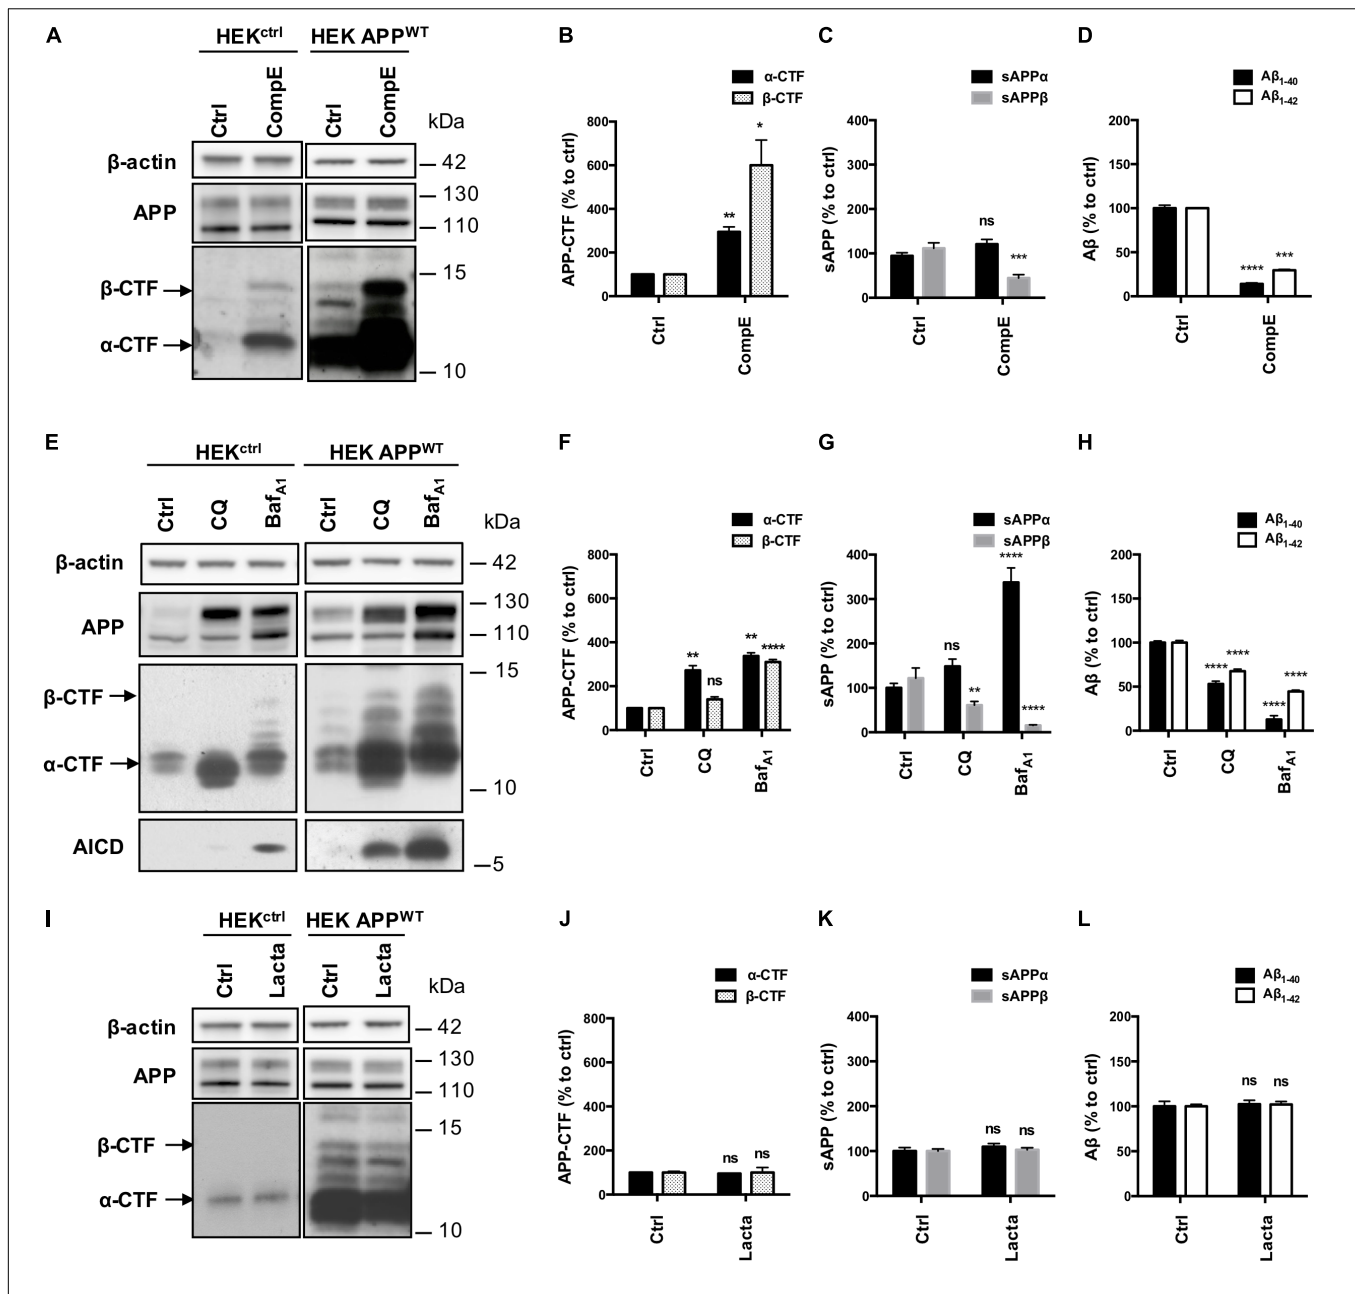 A
HEKctrl
HEK APPWT
Ctrl
CompE
Ctrl
CompE
kDa
β-actin
42
APP
130
110
15
β-CTF
α-CTF
10
B
α-CTF
β-CTF
APP-CTF (% to ctrl)
800
600
400
200
0
**
*
Ctrl
CompE
C
sAPPα
sAPPβ
sAPP (% to ctrl)
400
300
200
100
0
ns
***
Ctrl
CompE
D
Aβ1-40
Aβ1-42
Aβ (% to ctrl)
200
150
100
50
0
****
***
Ctrl
CompE
E
HEKctrl
HEK APPWT
Ctrl
CQ
BafA1
Ctrl
CQ
BafA1
kDa
β-actin
42
APP
130
110
15
β-CTF
α-CTF
10
AICD
5
F
α-CTF
β-CTF
APP-CTF (% to ctrl)
800
600
400
200
0
**
ns
**
****
Ctrl
CQ
BafA1
G
sAPPα
sAPPβ
sAPP (% to ctrl)
400
300
200
100
0
ns
**
****
****
Ctrl
CQ
BafA1
H
Aβ1-40
Aβ1-42
Aβ (% to ctrl)
200
150
100
50
0
****
****
****
****
Ctrl
CQ
BafA1
I
HEKctrl
HEK APPWT
Ctrl
Lacta
Ctrl
Lacta
kDa
β-actin
42
APP
130
110
15
β-CTF
α-CTF
10
J
α-CTF
β-CTF
APP-CTF (% to ctrl)
800
600
400
200
0
ns
ns
Ctrl
Lacta
K
sAPPα
sAPPβ
sAPP (% to ctrl)
400
300
200
100
0
ns
ns
Ctrl
Lacta
L
Aβ1-40
Aβ1-42
Aβ (% to ctrl)
200
150
100
50
0
ns
ns
Ctrl
Lacta